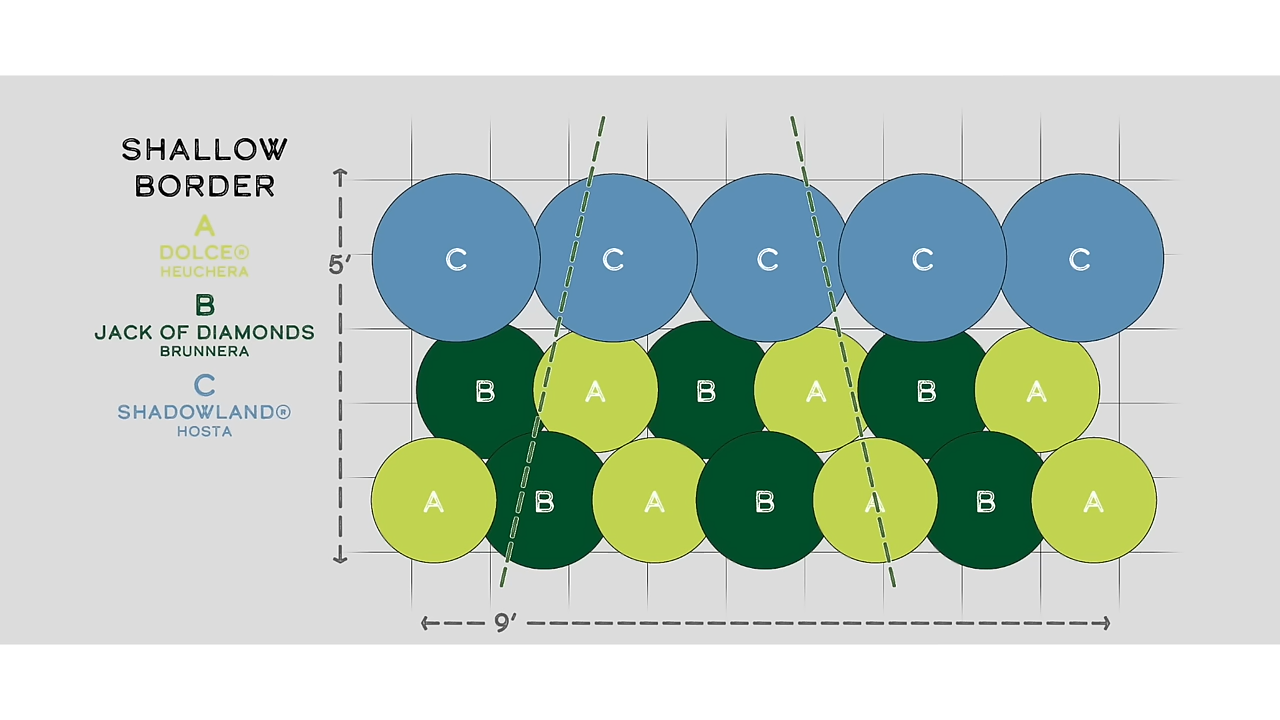 SHALLOW
BORDER
A
DOLCE®
HEUCHERA
B
JACK OF DIAMONDS
BRUNNERA
C
SHADOWLAND®
HOSTA
5'
C C C C C
B A B A B A
A B A B A B A
9'